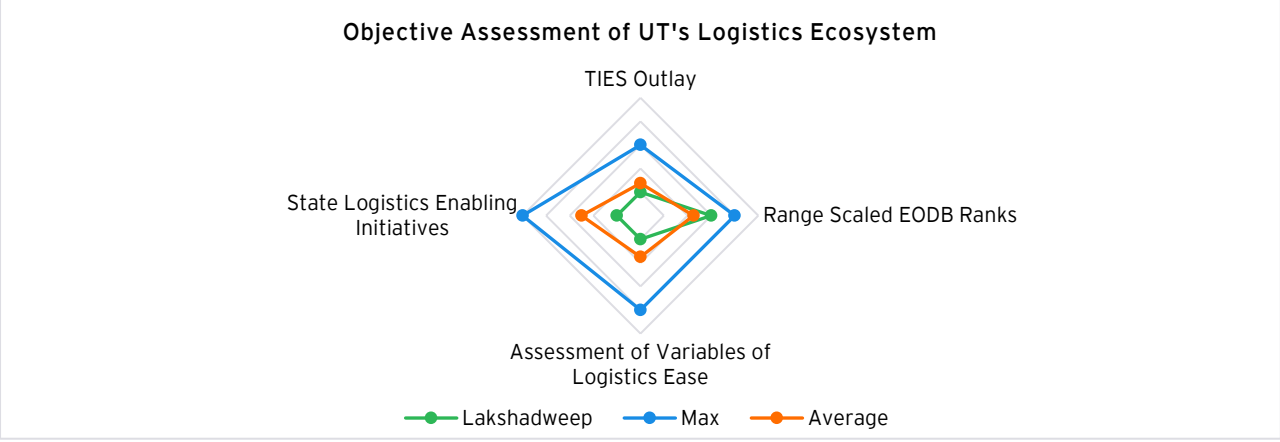 Objective Assessment of UT's Logistics Ecosystem
TIES Outlay
State Logistics Enabling
Initiatives
Range Scaled EODB Ranks
Assessment of Variables of
Logistics Ease
Lakshadweep
Max
Average